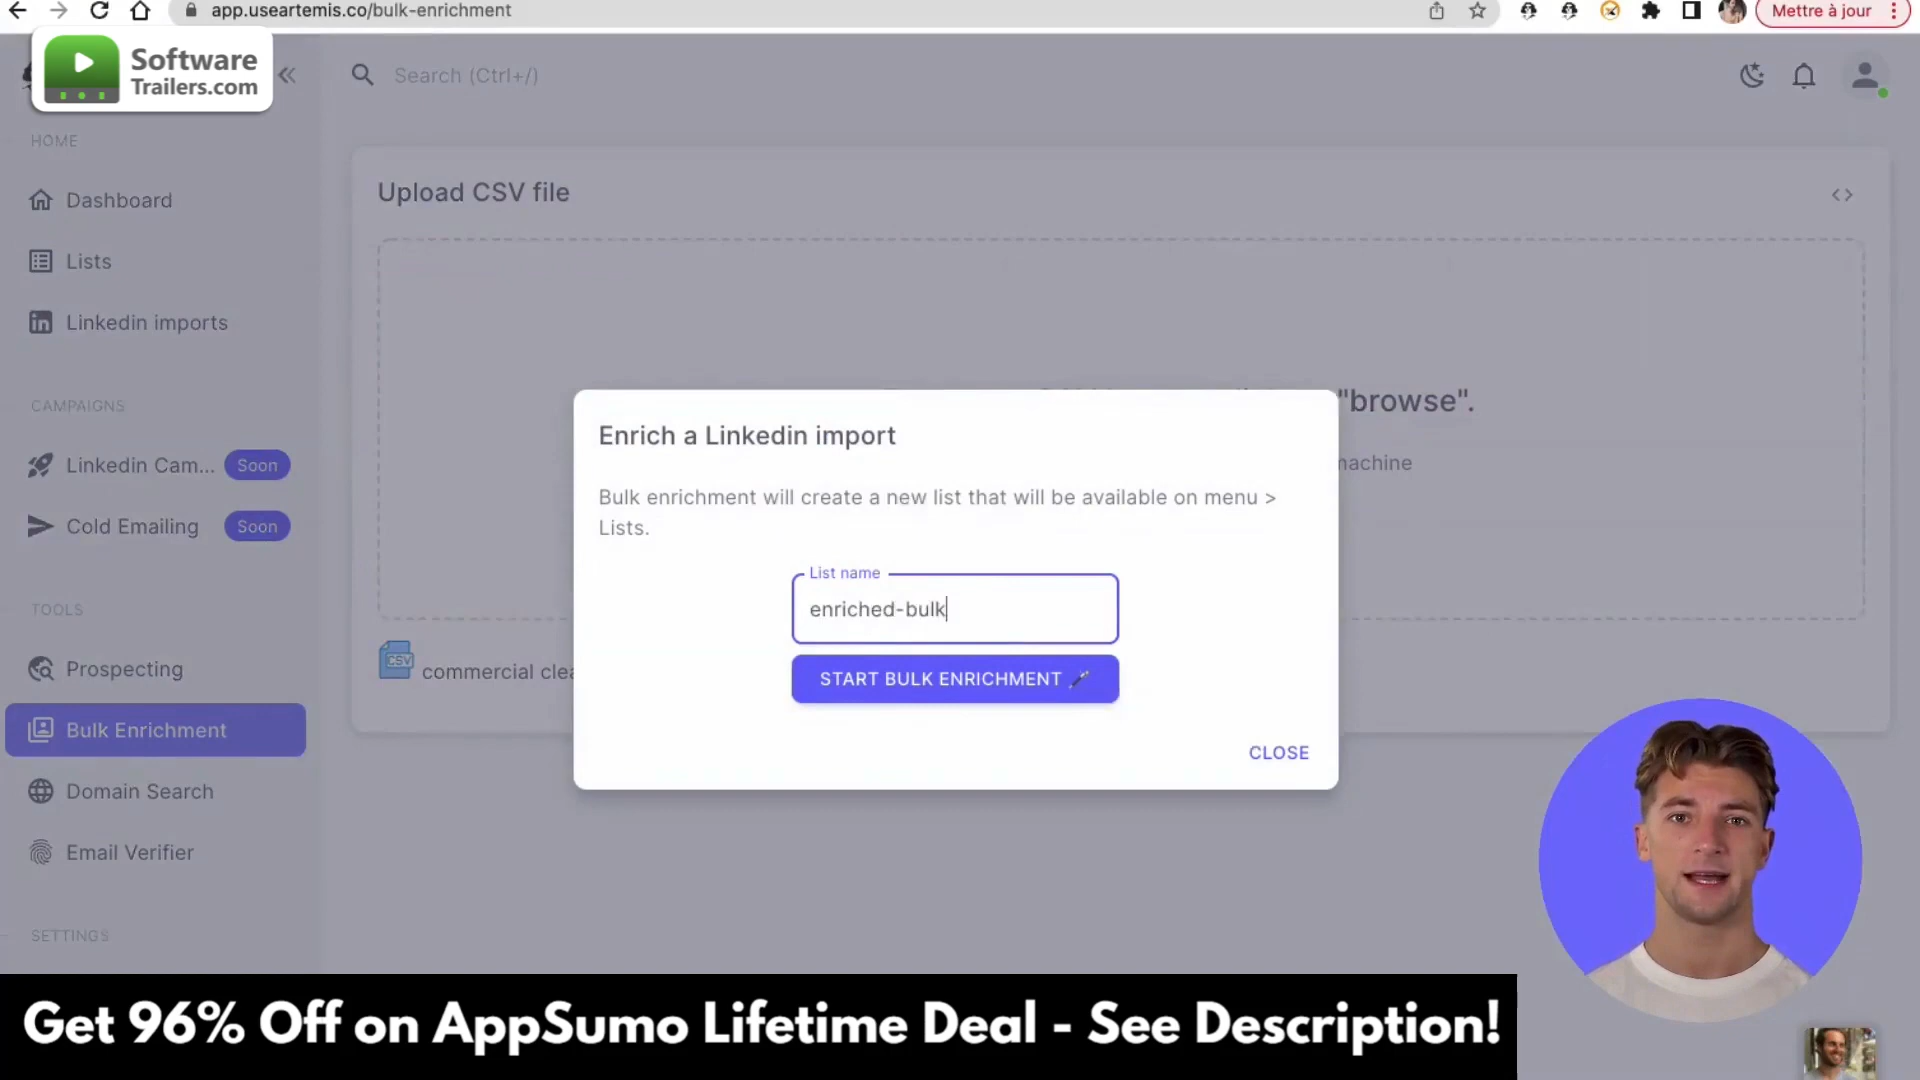 app.useartemis.co/bulk-enrichment
Mettre à jour
Software
Trailers.com
Search (Ctrl+/)
HOME
Dashboard
Lists
Linkedin imports
CAMPAIGNS
Linkedin Cam... Soon
Cold Emailing Soon
TOOLS
Prospecting
Bulk Enrichment
Domain Search
Email Verifier
SETTINGS
Upload CSV file
"browse".
machine
CSV
commercial clea
Enrich a Linkedin import
Bulk enrichment will create a new list that will be available on menu >
Lists.
List name
enriched-bulk
START BULK ENRICHMENT
CLOSE
Get 96% Off on AppSumo Lifetime Deal - See Description!